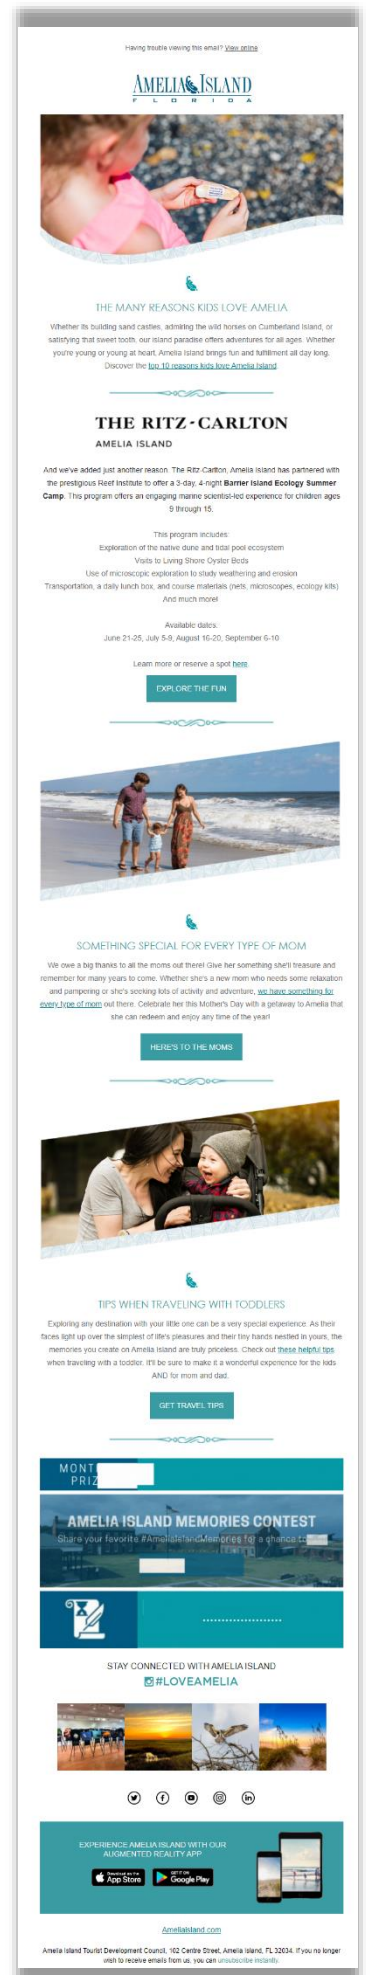 Having trouble viewing this email? View online
AMELIA ISLAND
FLORIDA
THE MANY REASONS KIDS LOVE AMELIA
Whether its building sand castles, admiring the wild horses on Cumberland Island, or
satisfying that sweet tooth, our island paradise offers adventures for all ages. Whether
you're young or young at heart, Amelia Island brings fun and fulfillment all day long.
Discover the top 10 reasons kids love Amelia Island.
THE RITZ-CARLTON
AMELIA ISLAND
And we've added just another reason. The Ritz-Carlton, Amelia Island has partnered with
the prestigious Reef Institute to offer a 3-day, 4-night Barrier Island Ecology Summer
Camp. This program offers an engaging marine scientist-led experience for children ages
9 through 15.
This program includes:
Exploration of the native dune and tidal pool ecosystem
Visits to Living Shore Oyster Beds
Use of microscopic exploration to study weathering and erosion
Transportation, a daily lunch box, and course materials (nets, microscopes, ecology kits)
And much more!
Available dates:
June 21-25, July 5-9, August 16-20, September 6-10
Learn more or reserve a spot here.
EXPLORE THE FUN
SOMETHING SPECIAL FOR EVERY TYPE OF MOM
We owe a big thanks to all the moms out there! Give her something she'll treasure and
remember for many years to come. Whether she's a new mom who needs some relaxation
and pampering or she's seeking lots of activity and adventure, we have something for
every type of mom out there. Celebrate her this Mother's Day with a getaway to Amelia that
she can redeem and enjoy any time of the year!
HERE'S TO THE MOMS
TIPS WHEN TRAVELING WITH TODDLERS
Exploring any destination with your little one can be a very special experience. As their
faces light up over the simplest of life's pleasures and their tiny hands nestled in yours, the
memories you create on Amelia Island are truly priceless. Check out these helpful tips
when traveling with a toddler. It'll be sure to make it a wonderful experience for the kids
AND for mom and dad.
GET TRAVEL TIPS
MONT
PRIZ
AMELIA ISLAND MEMORIES CONTEST
Share your favorite #AmeliaIslandMemories for a chance to
STAY CONNECTED WITH AMELIA ISLAND
#LOVEAMELIA
EXPERIENCE AMELIA ISLAND WITH OUR
AUGMENTED REALITY APP
Download on the App Store
GET IT ON Google Play
AmeliaIsland.com
Amelia Island Tourist Development Council, 102 Centre Street, Amelia Island, FL 32034. If you no longer
wish to receive emails from us, you can unsubscribe instantly.